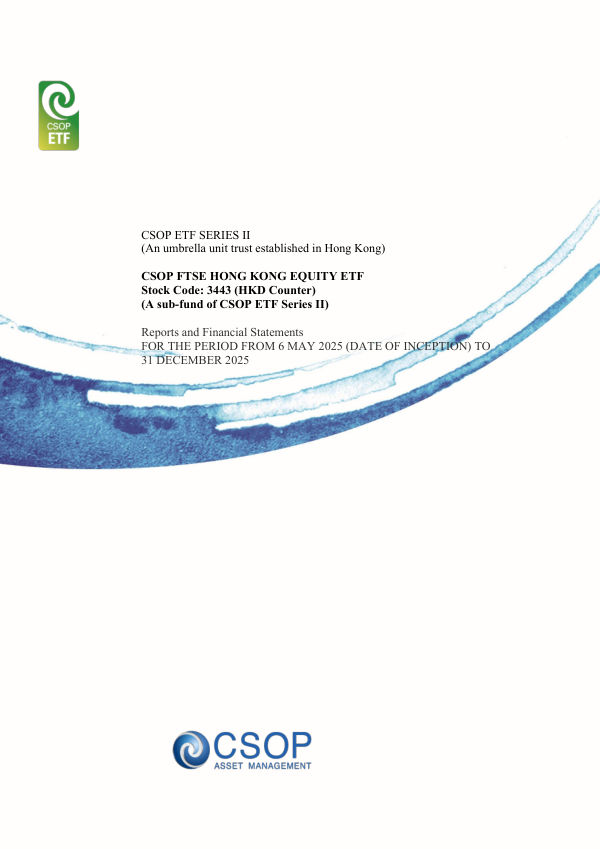 CSOP
ETF
CSOP ETF SERIES II
(An umbrella unit trust established in Hong Kong)
CSOP FTSE HONG KONG EQUITY ETF
Stock Code: 3443 (HKD Counter)
(A sub-fund of CSOP ETF Series II)
Reports and Financial Statements
FOR THE PERIOD FROM 6 MAY 2025 (DATE OF INCEPTION) TO
31 DECEMBER 2025
CSOP
ASSET MANAGEMENT